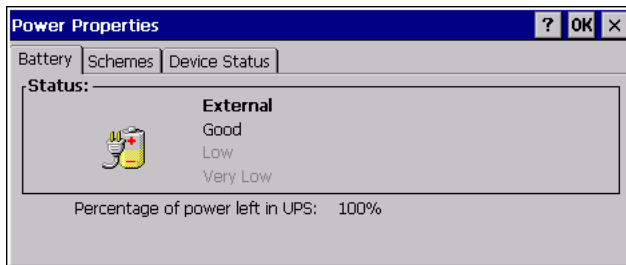 Power Properties ? OK ×
Battery Schemes Device Status
Status:
External
Good
Low
Very Low
Percentage of power left in UPS: 100%